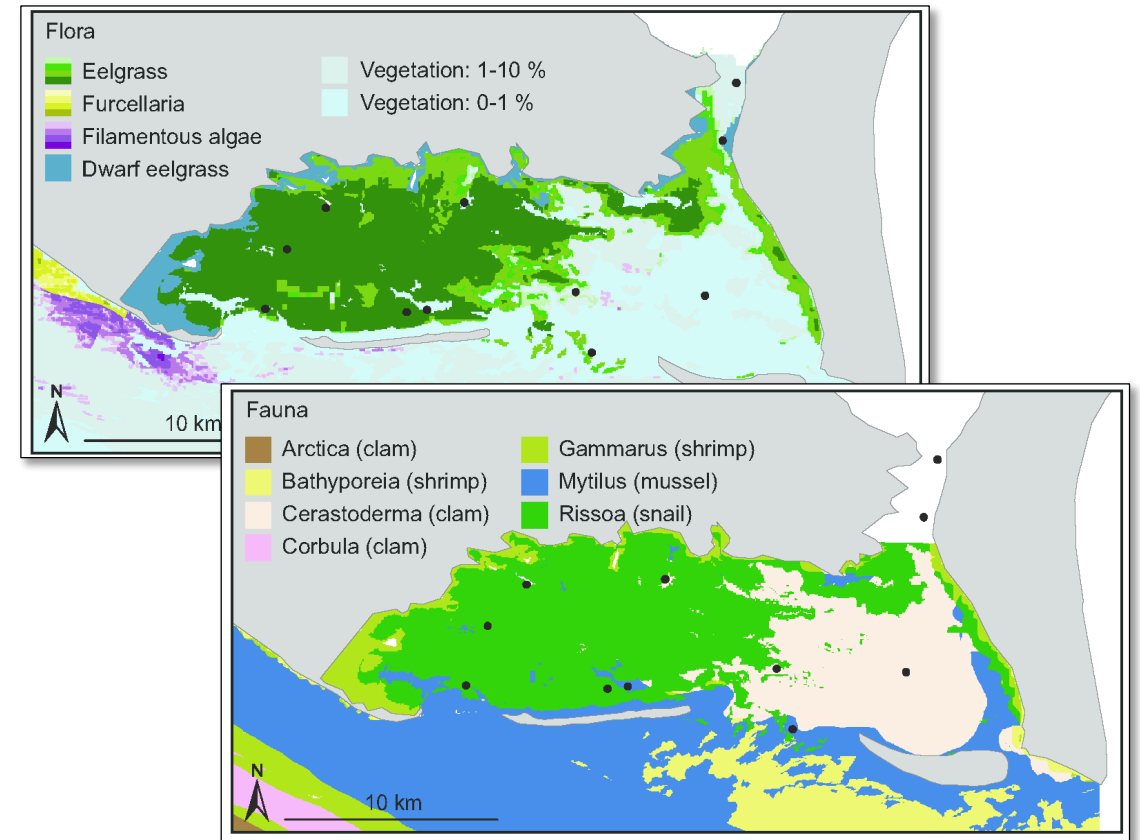 Flora
Eelgrass
Furcellaria
Filamentous algae
Dwarf eelgrass
Vegetation: 1-10 %
Vegetation: 0-1 %
N
10 km
Fauna
Arctica (clam)
Bathyporeia (shrimp)
Cerastoderma (clam)
Corbula (clam)
Gammarus (shrimp)
Mytilus (mussel)
Rissoa (snail)
N
10 km